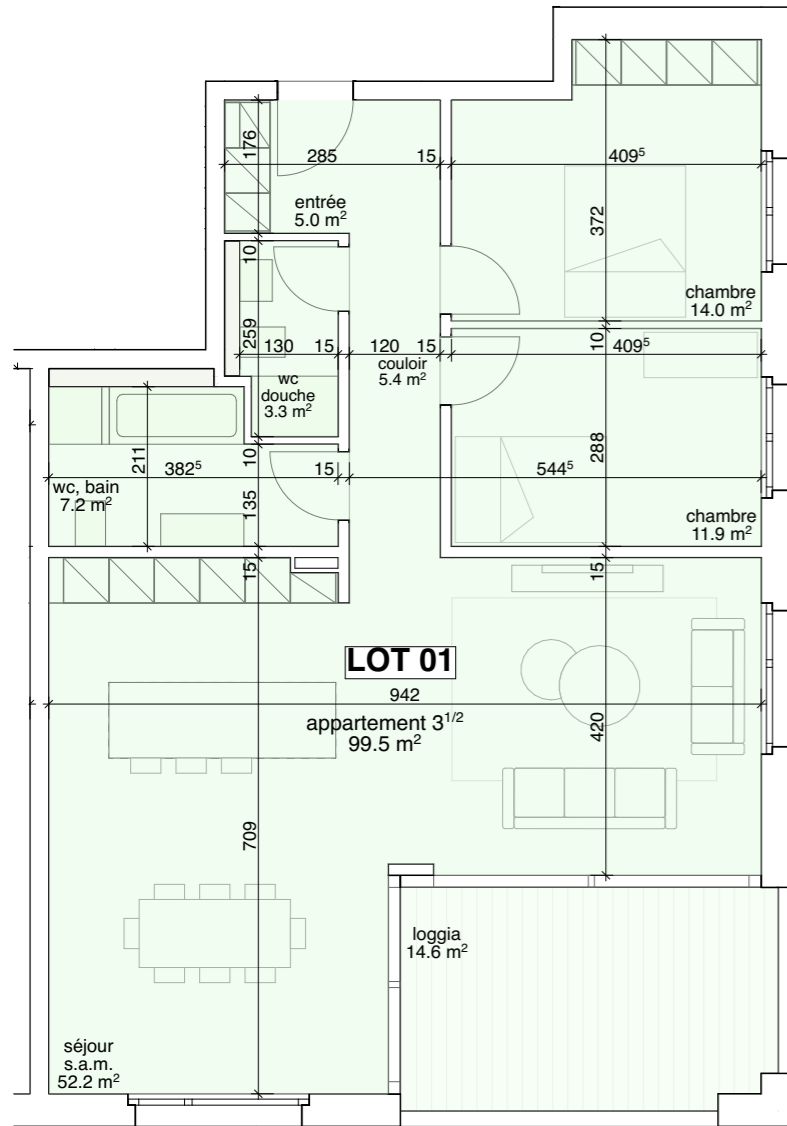 176
285
15
409⁵
entrée
5.0 m²
372
chambre
14.0 m²
10
259
130
15
120
15
couloir
5.4 m²
10
409⁵
wc
douche
3.3 m²
211
382⁵
10
15
544⁵
288
wc, bain
7.2 m²
135
chambre
11.9 m²
15
15
LOT 01
942
appartement 3 1/2
99.5 m²
420
709
loggia
14.6 m²
séjour
s.a.m.
52.2 m²